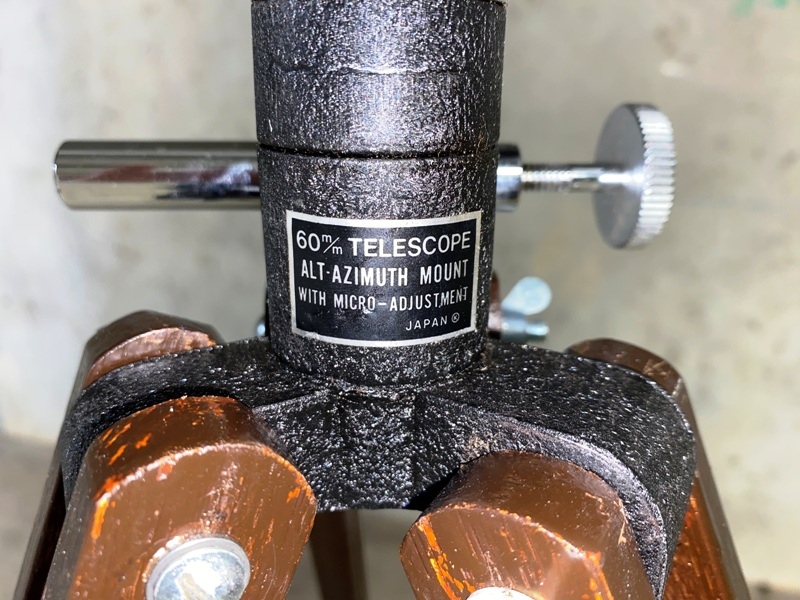 60m/m TELESCOPE
ALT-AZIMUTH MOUNT
WITH MICRO-ADJUSTMENT
JAPAN Ⓚ